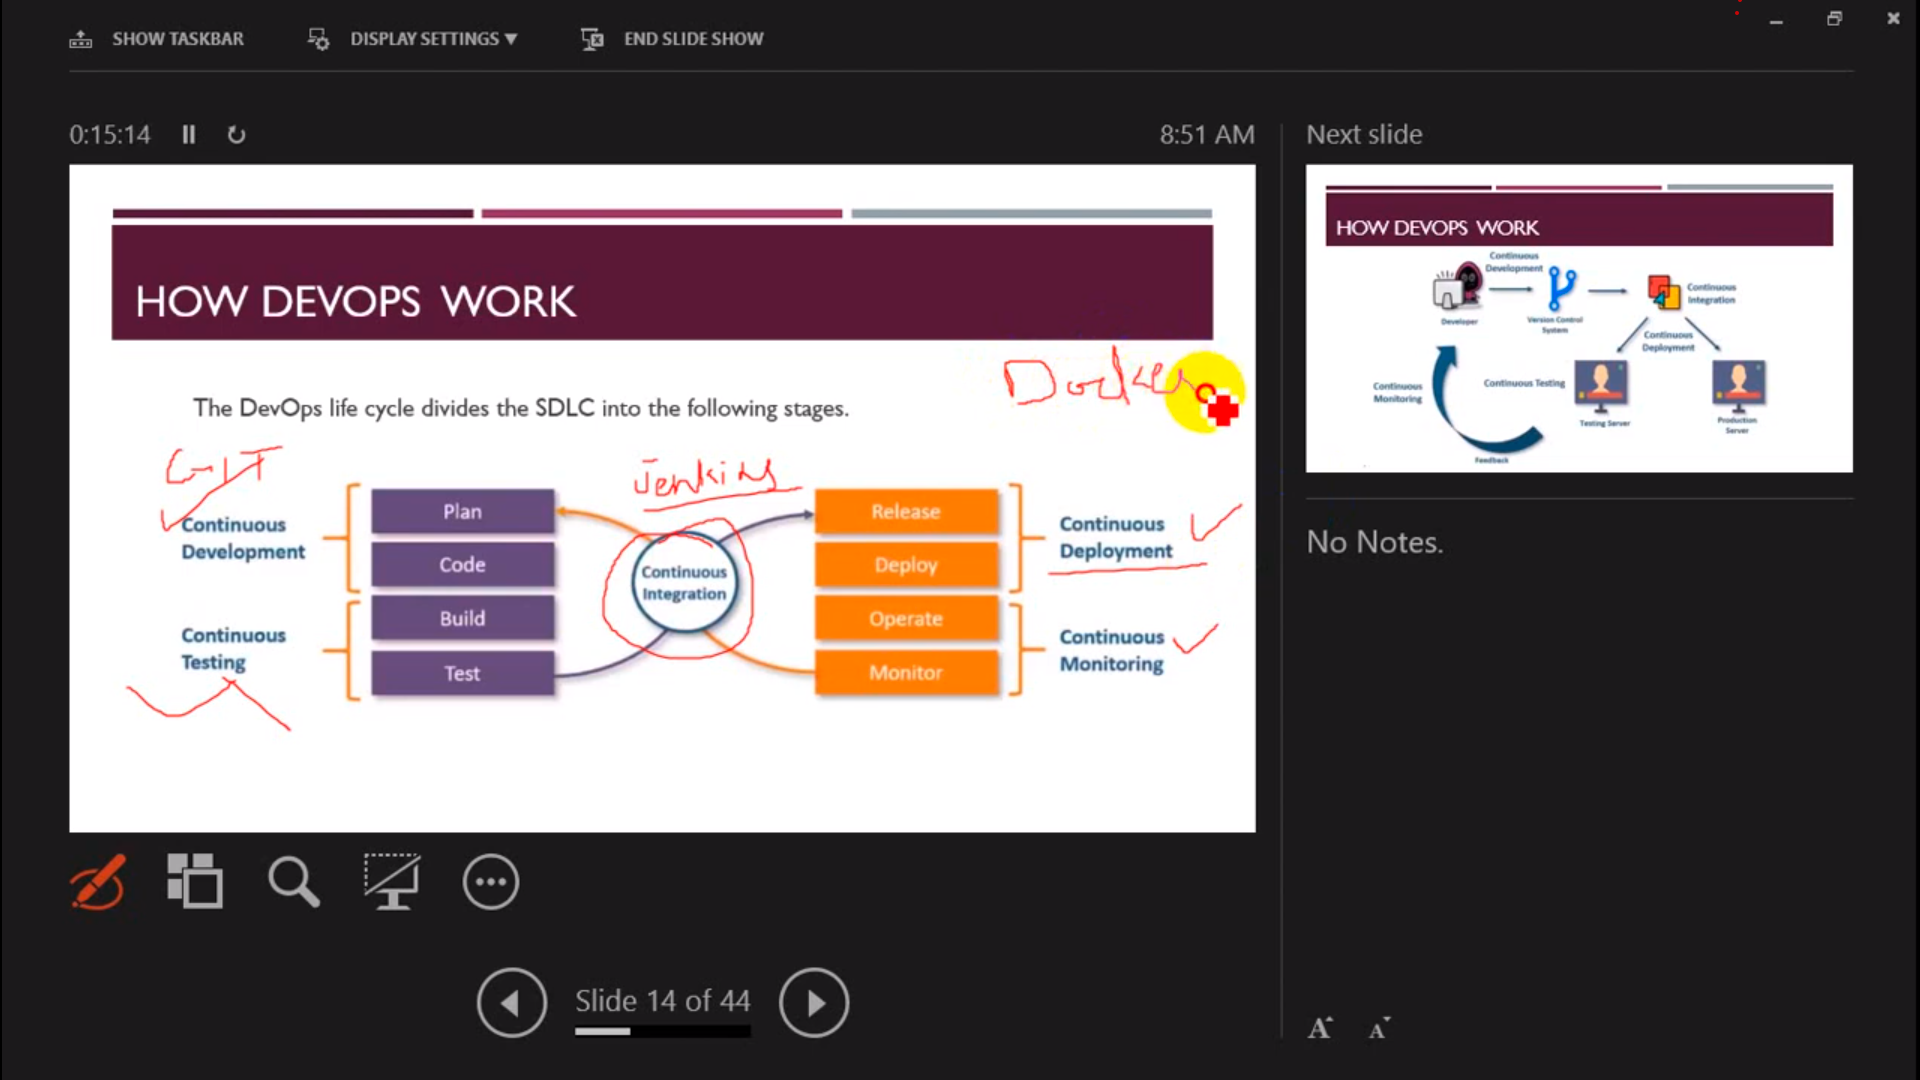 SHOW TASKBAR
DISPLAY SETTINGS ▼
END SLIDE SHOW
0:15:14
8:51 AM
HOW DEVOPS WORK
Docker
The DevOps life cycle divides the SDLC into the following stages.
GIT
Jenkins
Continuous
Development
Plan
Code
Continuous
Testing
Build
Test
Continuous
Integration
Release
Deploy
Continuous
Deployment
Operate
Monitor
Continuous
Monitoring
Slide 14 of 44
Next slide
HOW DEVOPS WORK
Continuous
Development
Developer
Version Control
System
Continuous
Integration
Continuous
Deployment
Continuous Testing
Continuous
Monitoring
Testing Server
Production
Server
Feedback
No Notes.
A
A